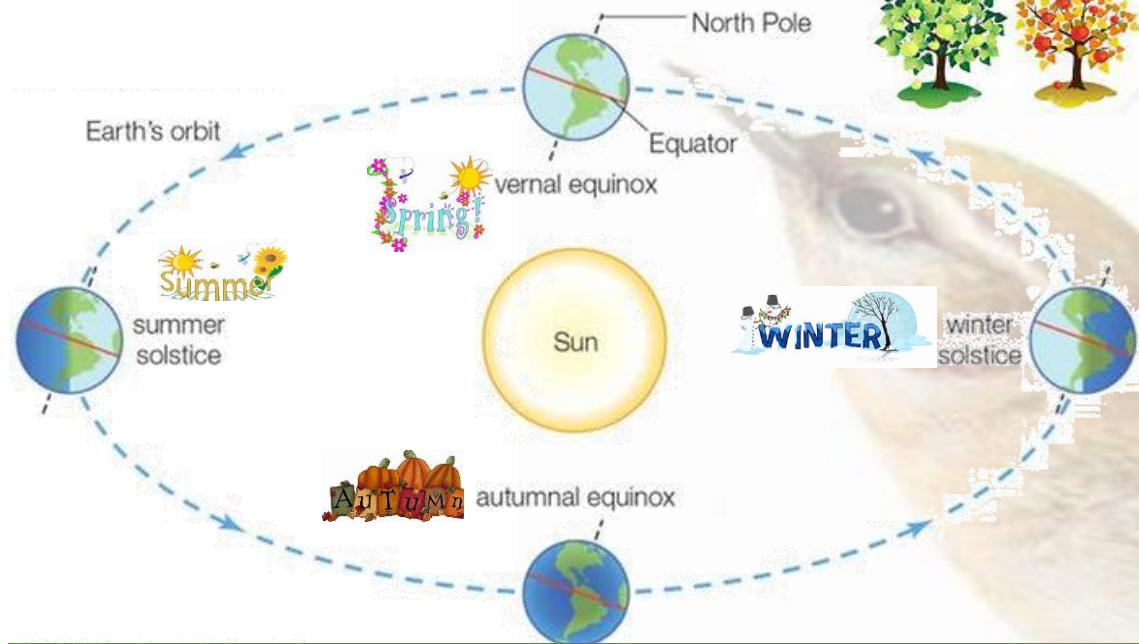 North Pole
Earth's orbit
Equator
vernal equinox
Spring!
Summer
summer
solstice
Sun
WINTER
winter
solstice
AUTUMn
autumnal equinox